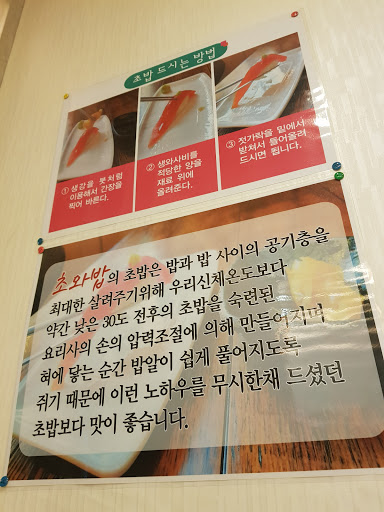 초밥 드시는 방법
① 생강을 붓처럼
이용해서 간장을
찍어 바른다.
② 생와사비를
적당한 양을
재료 위에
올려준다.
③ 젓가락을 밑에서
받쳐서 들어올려
드시면 됩니다.
초와밥의 초밥은 밥과 밥 사이의 공기층을
최대한 살려주기위해 우리신체온도보다
약간 낮은 30도 전후의 초밥을 숙련된
요리사의 손의 압력조절에 의해 만들어지며
혀에 닿는 순간 밥알이 쉽게 풀어지도록
쥐기 때문에 이런 노하우를 무시한채 드셨던
초밥보다 맛이 좋습니다.